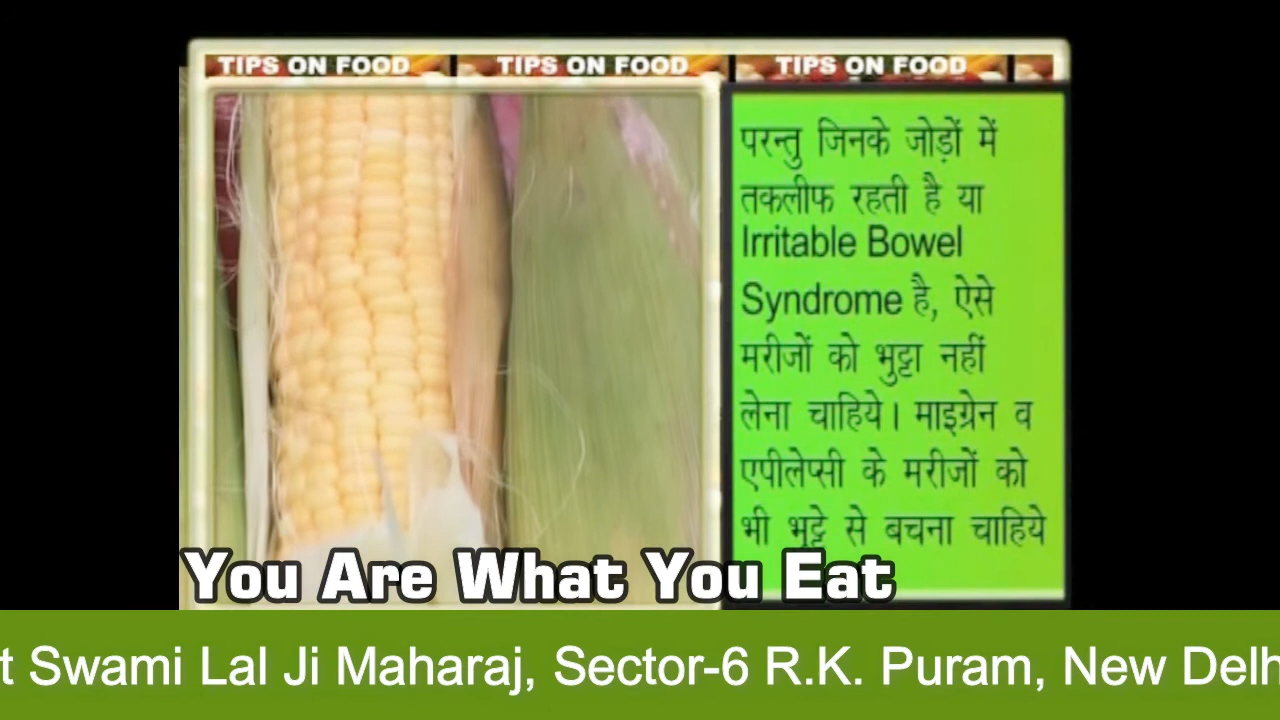 TIPS ON FOOD TIPS ON FOOD TIPS ON FOOD
परन्तु जिनके जोड़ों में
तकलीफ रहती है या
Irritable Bowel
Syndrome है, ऐसे
मरीजों को भुट्टा नहीं
लेना चाहिये। माइग्रेन व
एपीलेप्सी के मरीजों को
भी भुट्टे से बचना चाहिये
You Are What You Eat
t Swami Lal Ji Maharaj, Sector-6 R.K. Puram, New Delh